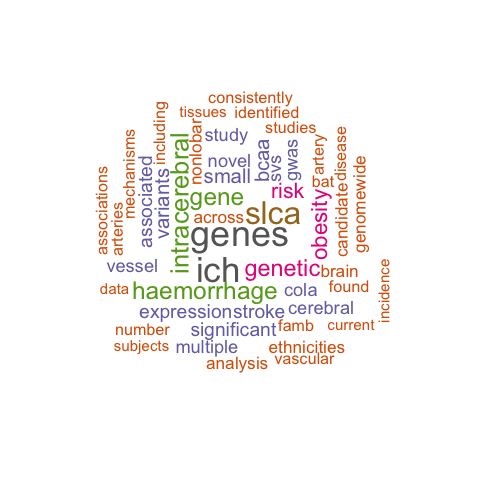 consistently
tissues identified
studies
including
nonlobar
study
bcaa
svs
gwas
artery
disease
mechanisms
intracerebral
novel
small
associated
variants
gene
risk
bat
obesity
candidate
genomewide
associations
arteries
across
slca
genes
ich
genetic
brain
vessel
data
haemorrhage
cola
found
incidence
expression
stroke
cerebral
number
significant
famb
current
subjects
multiple
ethnicities
analysis
vascular